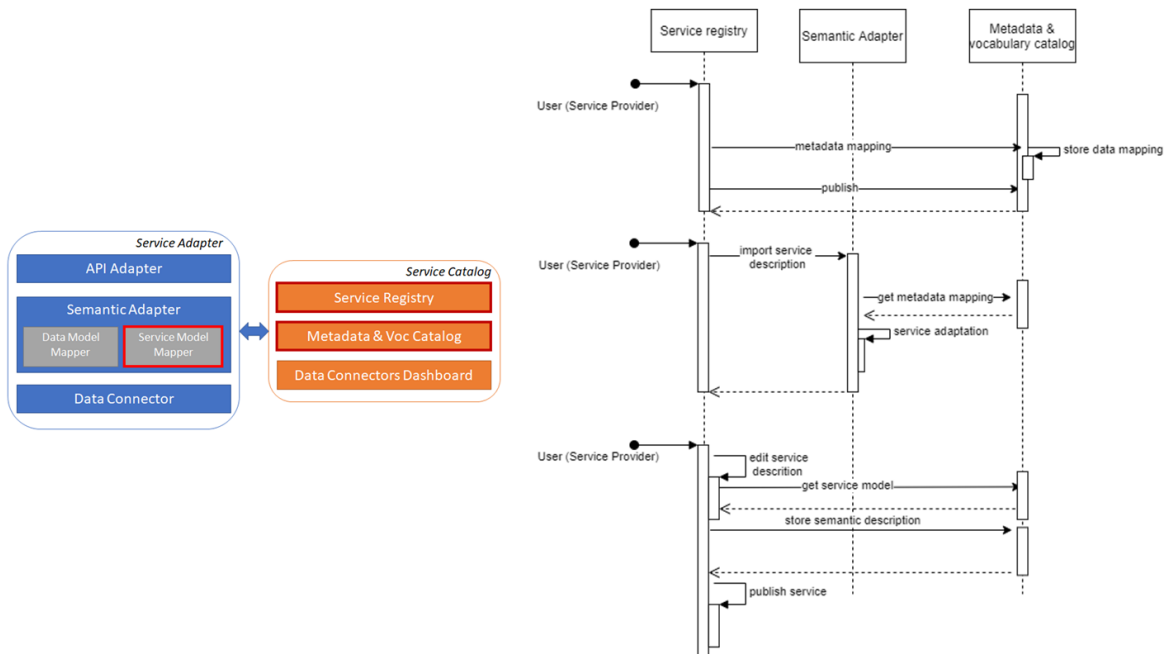 Service Adapter
API Adapter
Semantic Adapter
Data Model
Mapper
Service Model
Mapper
Data Connector
Service Catalog
Service Registry
Metadata & Voc Catalog
Data Connectors Dashboard
Service registry
Semantic Adapter
Metadata &
vocabulary catalog
User (Service Provider)
metadata mapping
store data mapping
publish
User (Service Provider)
import service
description
get metadata mapping
service adaptation
User (Service Provider)
edit service
descrition
get service model
store semantic description
publish service